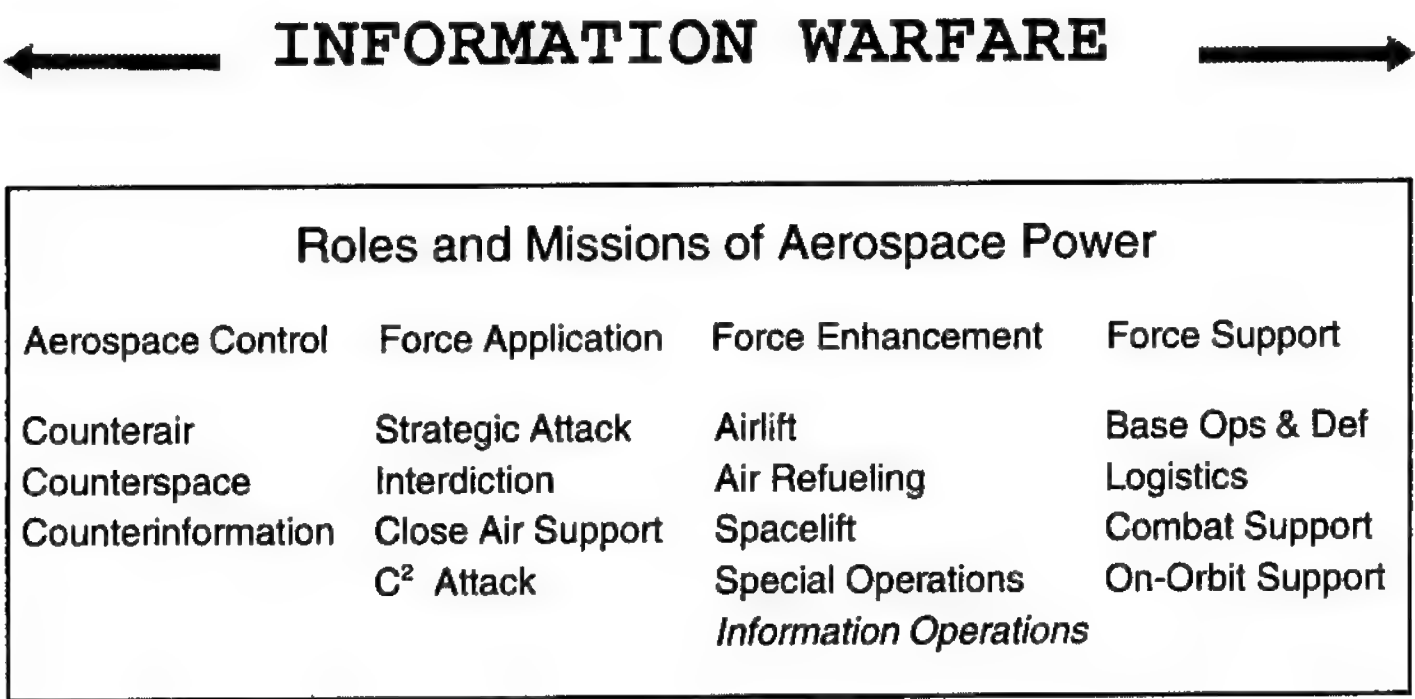 INFORMATION WARFARE
Roles and Missions of Aerospace Power
Aerospace Control Force Application Force Enhancement Force Support
Counterair Strategic Attack Airlift Base Ops & Def
Counterspace Interdiction Air Refueling Logistics
Counterinformation Close Air Support Spacelift Combat Support
C² Attack Special Operations On-Orbit Support
Information Operations